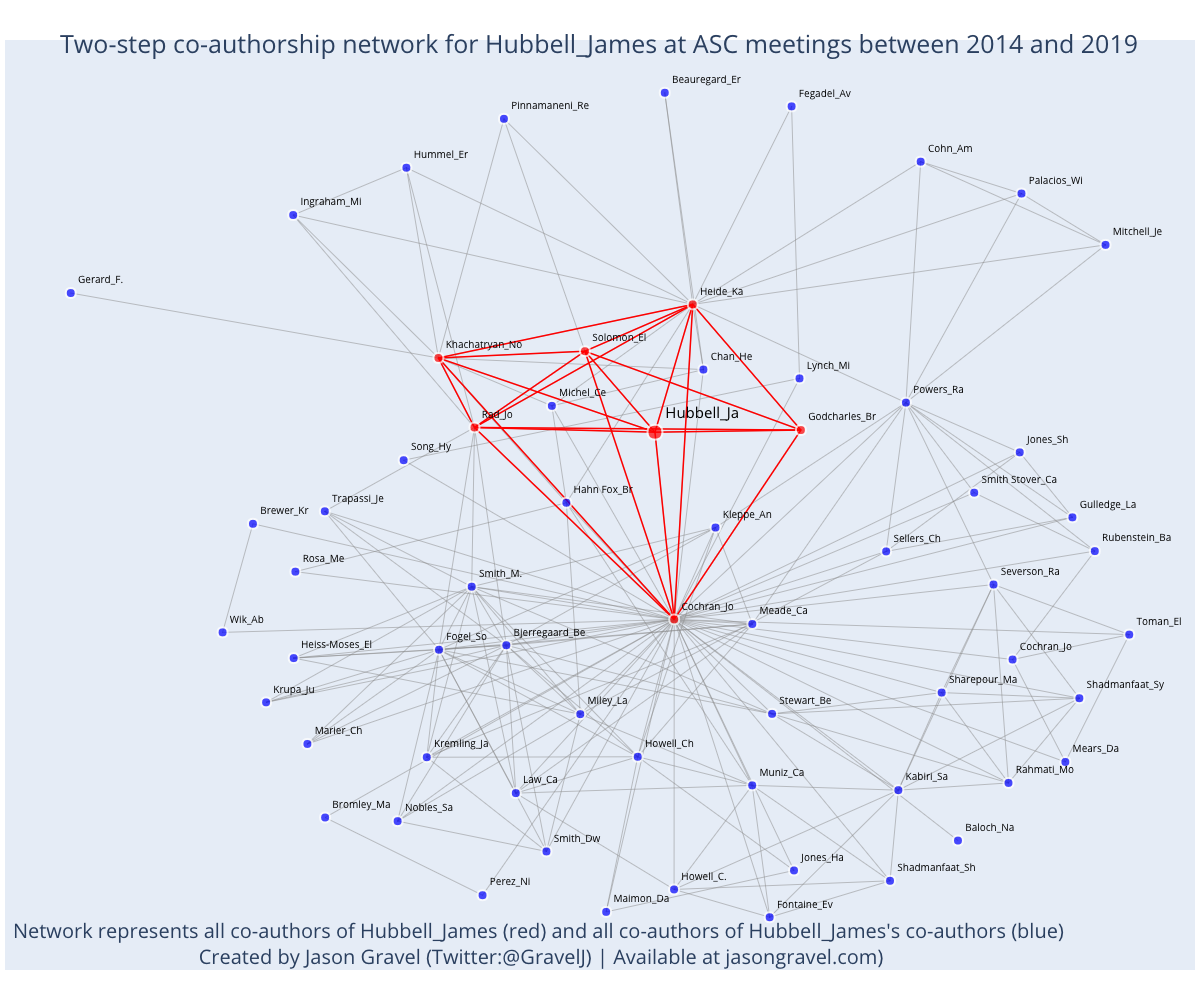 Two-step co-authorship network for Hubbell_James at ASC meetings between 2014 and 2019
Beauregard_Er
Fegadel_Av
Pinnamaneni_Re
Cohn_Am
Hummel_Er
Palacios_Wi
Ingraham_Mi
Mitchell_Je
Gerard_F.
Heide_Ka
Khachatryan_No
Solomon_El
Chan_He
Lynch_Mi
Michel_Ce
Powers_Ra
Rad_Jo
Hubbell_Ja
Godcharles_Br
Song_Hy
Jones_Sh
Smith Stover_Ca
Hahn Fox_Br
Trapassi_Je
Brewer_Kr
Kleppe_An
Gulledge_La
Sellers_Ch
Rubenstein_Ba
Rosa_Me
Smith_M.
Severson_Ra
Cochran_Jo
Meade_Ca
Wik_Ab
Toman_El
Heiss-Moses_El
Fogel_So
Bjerregaard_Be
Cochran_Jo
Krupa_Ju
Sharepour_Ma
Shadmanfaat_Sy
Miley_La
Stewart_Be
Marier_Ch
Kremling_Ja
Howell_Ch
Mears_Da
Law_Ca
Muniz_Ca
Kabiri_Sa
Rahmati_Mo
Bromley_Ma
Nobles_Sa
Baloch_Na
Smith_Dw
Jones_Ha
Shadmanfaat_Sh
Perez_Ni
Howell_C.
Maimon_Da
Fontaine_Ev
Network represents all co-authors of Hubbell_James (red) and all co-authors of Hubbell_James's co-authors (blue)
Created by Jason Gravel (Twitter:@GravelJ) | Available at jasongravel.com)